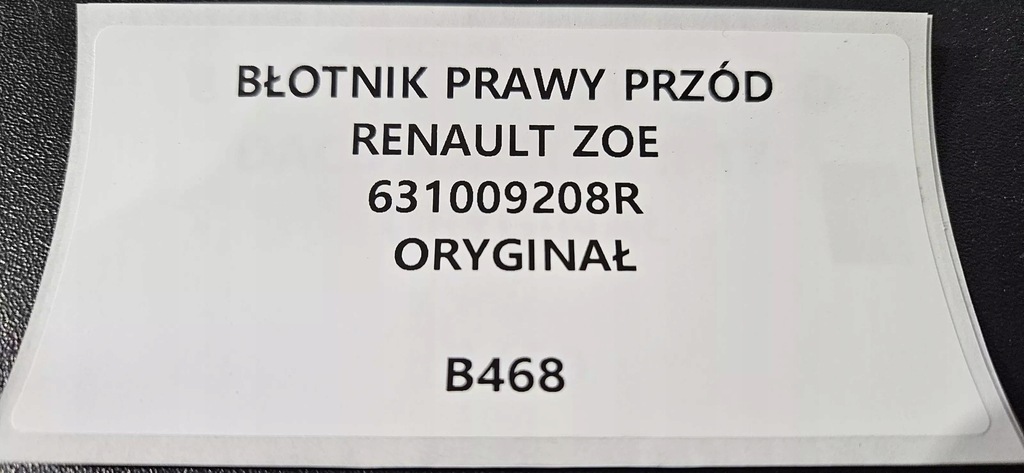 BŁOTNIK PRAWY PRZÓD
RENAULT ZOE
631009208R
ORYGINAŁ
B468